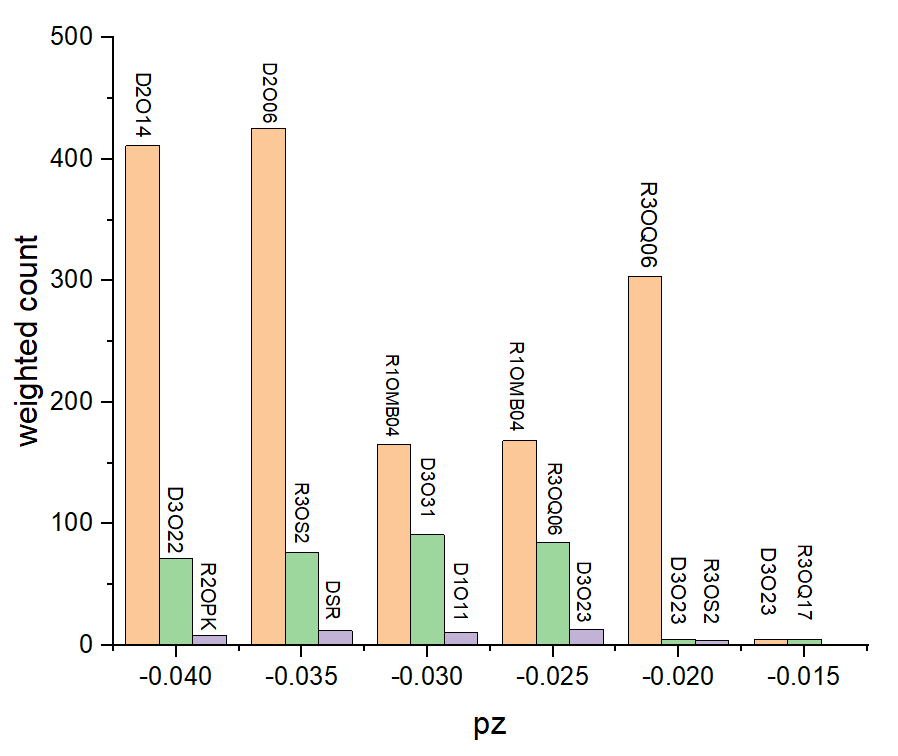 500
400
300
200
100
0
weighted count
D2O14
D3O22
R2OPK
D2O06
R3OS2
DSR
R1OMB04
D3O31
D1O11
R1OMB04
R3OQ06
D3O23
R3OQ06
D3O23
R3OS2
D3O23
R3OQ17
-0.040
-0.035
-0.030
-0.025
-0.020
-0.015
pz